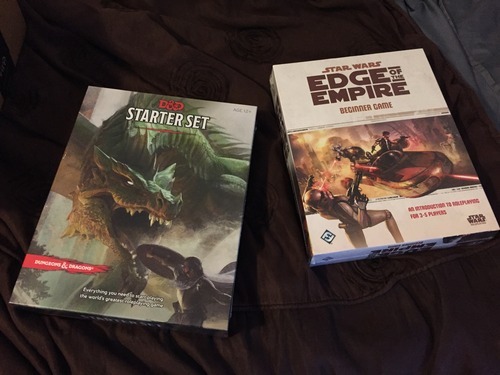 D&D
STARTER SET
AGES 12+
DUNGEONS & DRAGONS
Everything you need to start playing
the world's greatest roleplaying game
STAR WARS
EDGE OF THE
EMPIRE
BEGINNER GAME
AN INTRODUCTION TO ROLEPLAYING
FOR 3-5 PLAYERS
STAR WARS